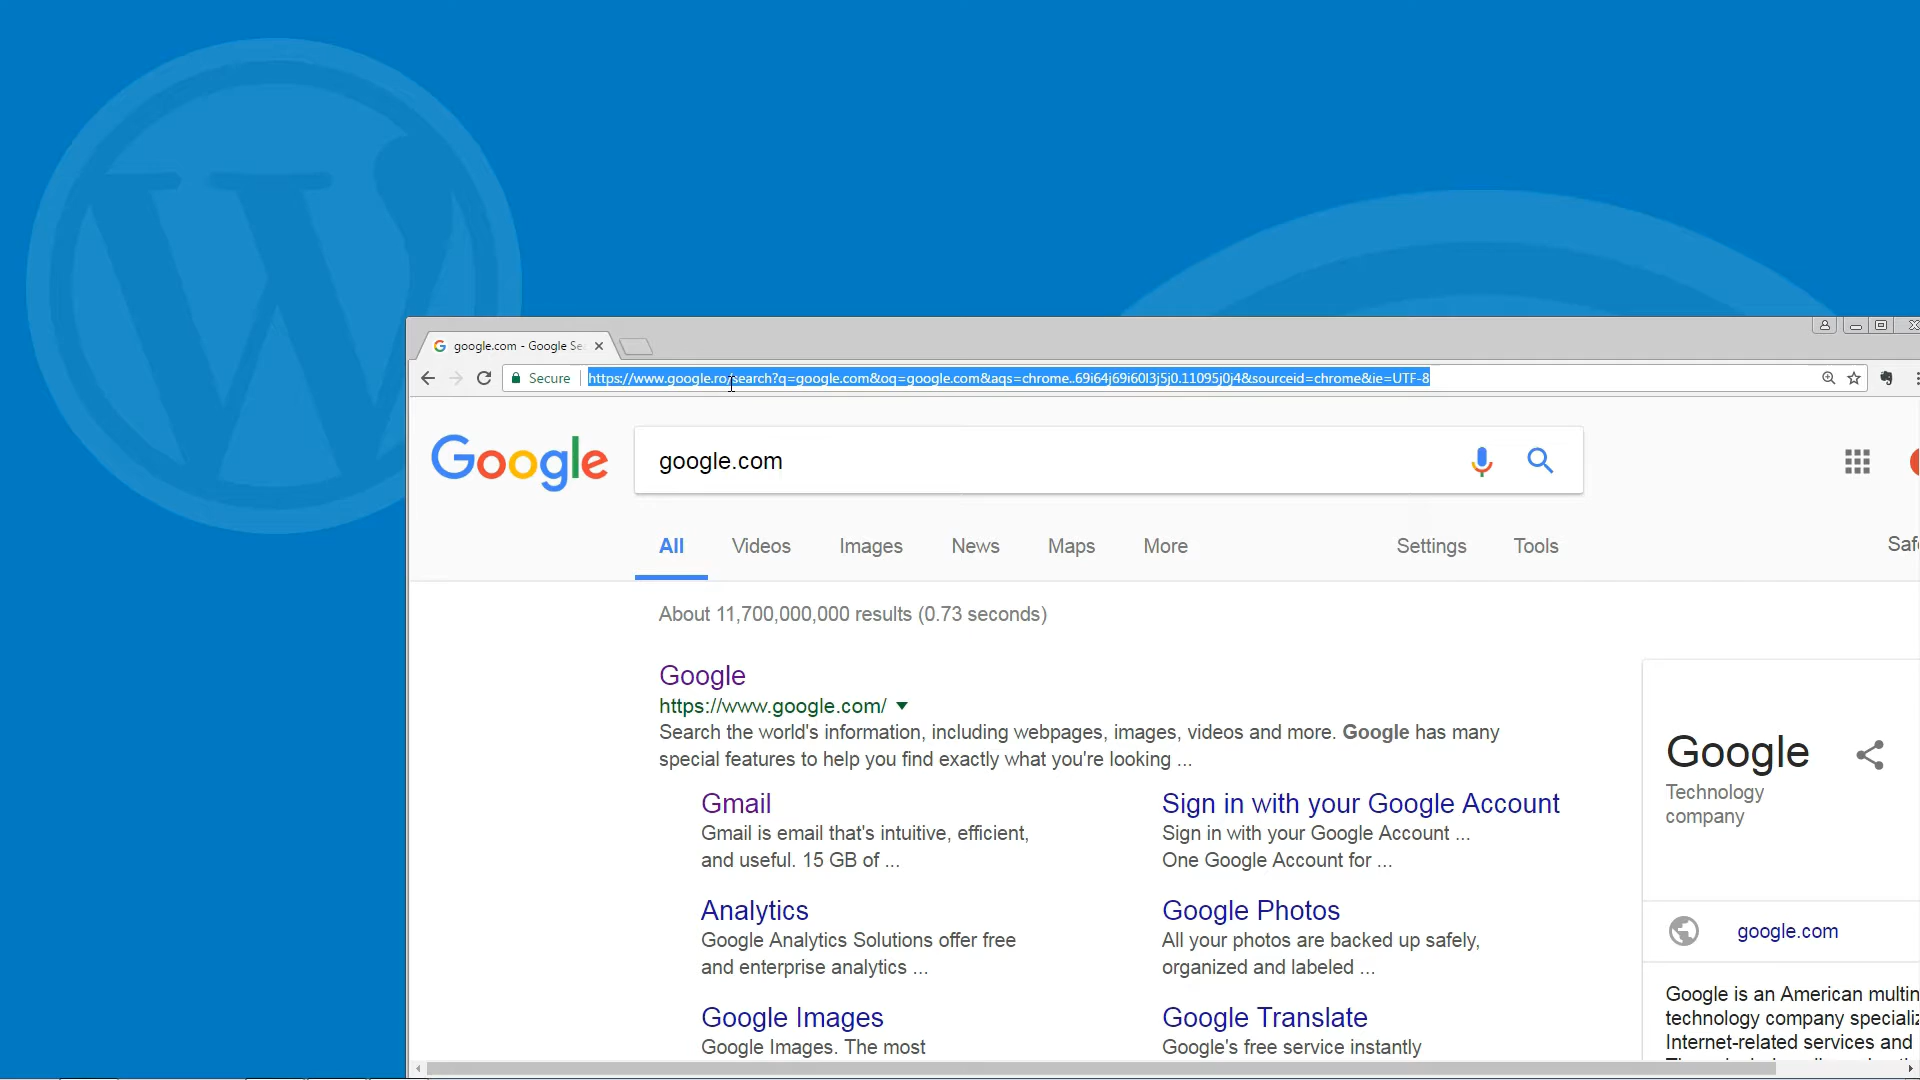 google.com - Google Se
Secure
https://www.google.ro/search?q=google.com&oq=google.com&aqs=chrome..69i64j69i60l3j5j0.11095j0j4&sourceid=chrome&ie=UTF-8
Google
google.com
All
Videos
Images
News
Maps
More
Settings
Tools
Saf
About 11,700,000,000 results (0.73 seconds)
Google
https://www.google.com/
Search the world's information, including webpages, images, videos and more. Google has many
special features to help you find exactly what you're looking ...
Gmail
Gmail is email that's intuitive, efficient,
and useful. 15 GB of ...
Sign in with your Google Account
Sign in with your Google Account ...
One Google Account for ...
Analytics
Google Analytics Solutions offer free
and enterprise analytics ...
Google Photos
All your photos are backed up safely,
organized and labeled ...
Google Images
Google Images. The most
Google Translate
Google's free service instantly
Google
Technology
company
google.com
Google is an American multin
technology company specializ
Internet-related services and